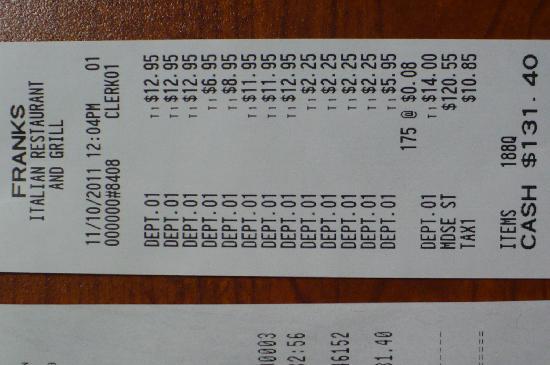 FRANKS
ITALIAN RESTAURANT
AND GRILL
11/10/2011 12:04PM 01
000000#8408 CLERK01
DEPT.01 T1 $12.95
DEPT.01 T1 $12.95
DEPT.01 T1 $12.95
DEPT.01 T1 $6.95
DEPT.01 T1 $8.95
DEPT.01 T1 $11.95
DEPT.01 T1 $11.95
DEPT.01 T1 $12.95
DEPT.01 T1 $2.25
DEPT.01 T1 $2.25
DEPT.01 T1 $2.25
DEPT.01 T1 $2.25
DEPT.01 T1 $5.95
175 @ $0.08
DEPT.01 T1 $14.00
MDSE ST $120.55
TAX1 $10.85
ITEMS 188Q
CASH $131.40
0003
2:56
6152
1.40
----
====